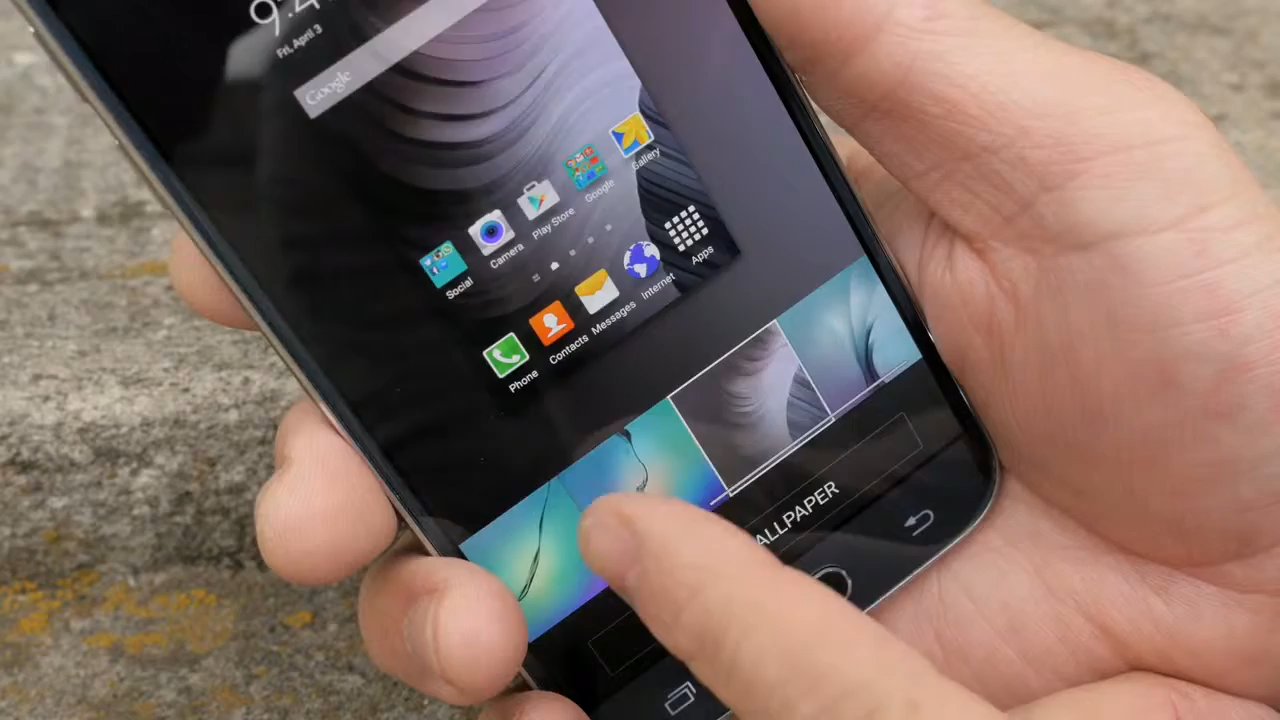 Fri, April 3
Google
Gallery
Google
Play Store
Camera
Social
Apps
Internet
Messages
Contacts
Phone
ALLPAPER